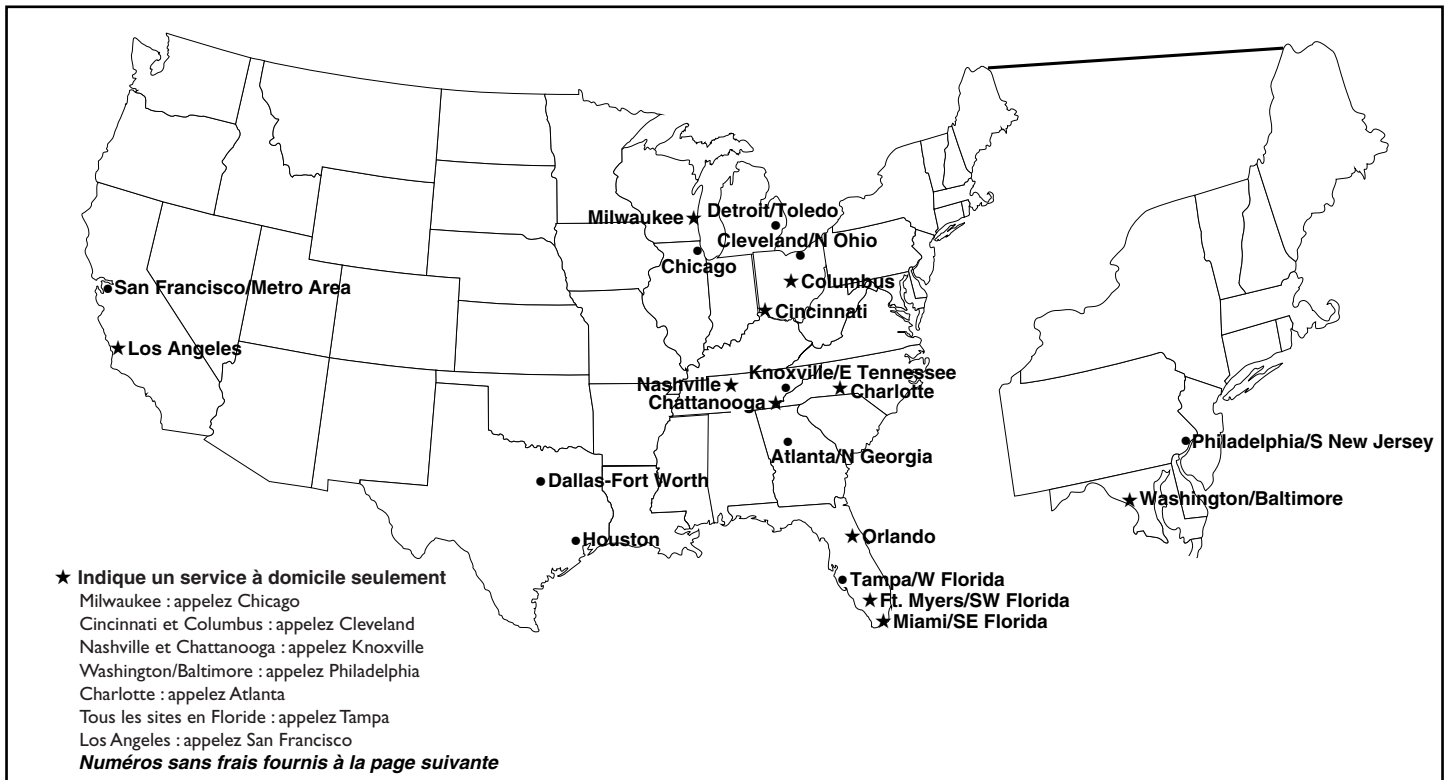 Milwaukee
Detroit/Toledo
Cleveland/N Ohio
Chicago
Columbus
Cincinnati
San Francisco/Metro Area
Los Angeles
Knoxville/E Tennessee
Nashville
Charlotte
Chattanooga
Atlanta/N Georgia
Philadelphia/S New Jersey
Dallas-Fort Worth
Washington/Baltimore
Houston
Orlando
Tampa/W Florida
Ft. Myers/SW Florida
Miami/SE Florida
★ Indique un service à domicile seulement
Milwaukee : appelez Chicago
Cincinnati et Columbus : appelez Cleveland
Nashville et Chattanooga : appelez Knoxville
Washington/Baltimore : appelez Philadelphia
Charlotte : appelez Atlanta
Tous les sites en Floride : appelez Tampa
Los Angeles : appelez San Francisco
Numéros sans frais fournis à la page suivante